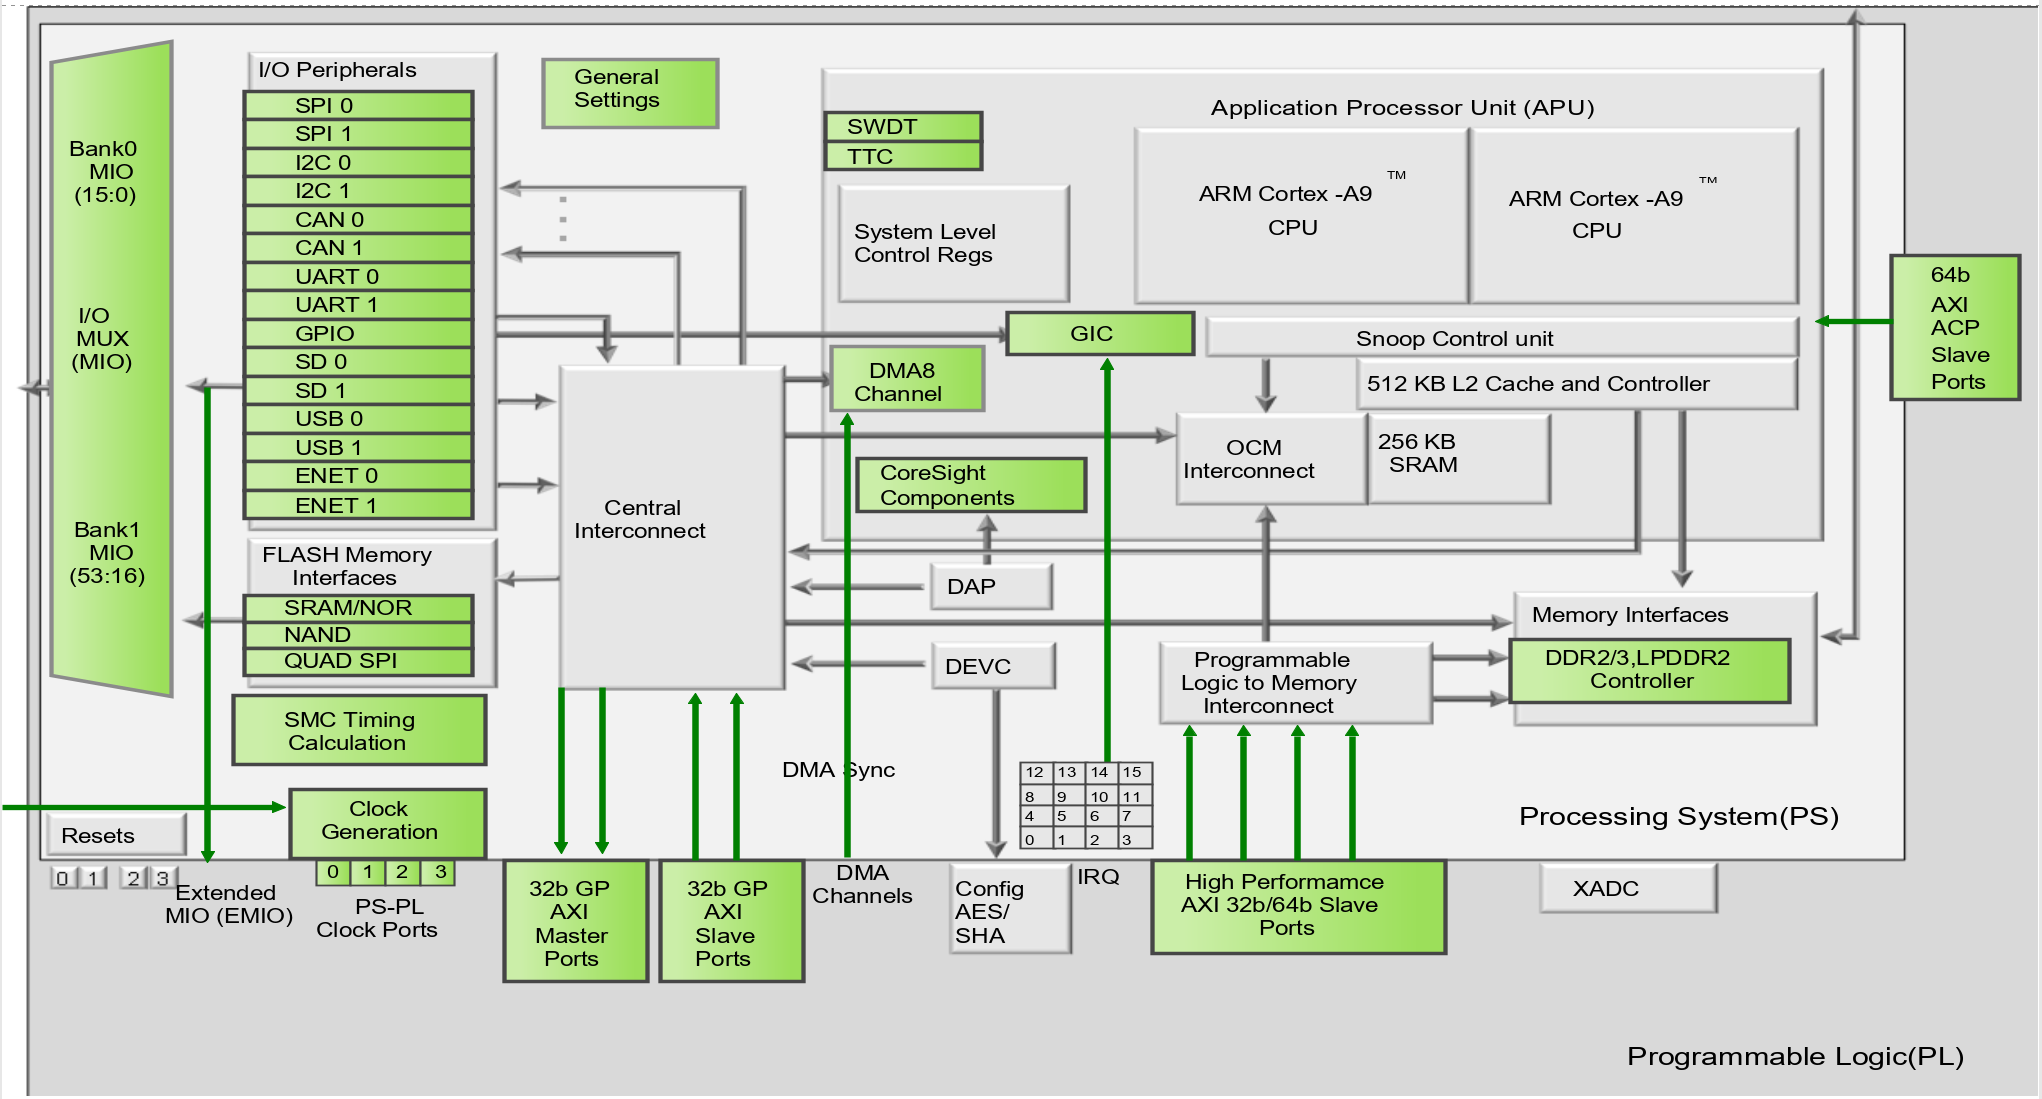 Bank0
MIO
(15:0)
I/O
MUX
(MIO)
Bank1
MIO
(53:16)
I/O Peripherals
SPI 0
SPI 1
I2C 0
I2C 1
CAN 0
CAN 1
UART 0
UART 1
GPIO
SD 0
SD 1
USB 0
USB 1
ENET 0
ENET 1
FLASH Memory
Interfaces
SRAM/NOR
NAND
QUAD SPI
SMC Timing
Calculation
Clock
Generation
0 1 2 3
PS-PL
Clock Ports
Resets
0 1 2 3
Extended
MIO (EMIO)
General
Settings
Central
Interconnect
32b GP
AXI
Master
Ports
32b GP
AXI
Slave
Ports
Application Processor Unit (APU)
SWDT
TTC
System Level
Control Regs
ARM Cortex -A9 ™
CPU
ARM Cortex -A9 ™
CPU
GIC
Snoop Control unit
DMA8
Channel
512 KB L2 Cache and Controller
OCM
Interconnect
256 KB
SRAM
CoreSight
Components
DAP
DEVC
Memory Interfaces
DDR2/3,LPDDR2
Controller
Programmable
Logic to Memory
Interconnect
64b
AXI
ACP
Slave
Ports
DMA Sync
12 13 14 15
8 9 10 11
4 5 6 7
0 1 2 3
Processing System(PS)
DMA
Channels
Config
AES/
SHA
IRQ
High Performamce
AXI 32b/64b Slave
Ports
XADC
Programmable Logic(PL)